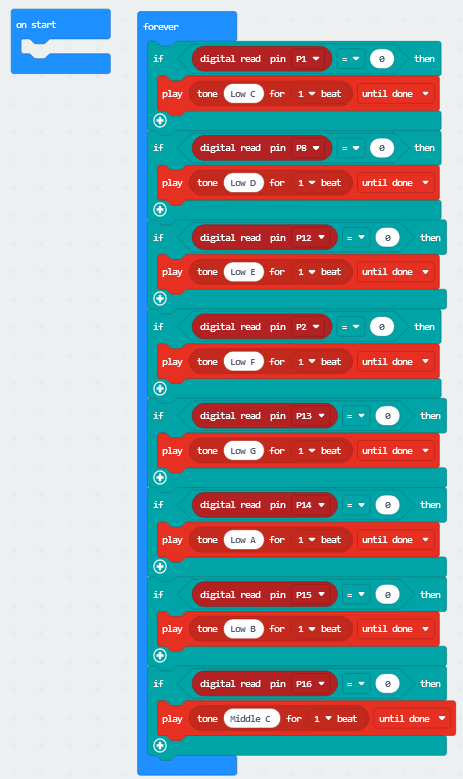 on start
forever
if digital read pin P1 = 0 then
play tone Low C for 1 beat until done
if digital read pin P8 = 0 then
play tone Low D for 1 beat until done
if digital read pin P12 = 0 then
play tone Low E for 1 beat until done
if digital read pin P2 = 0 then
play tone Low F for 1 beat until done
if digital read pin P13 = 0 then
play tone Low G for 1 beat until done
if digital read pin P14 = 0 then
play tone Low A for 1 beat until done
if digital read pin P15 = 0 then
play tone Low B for 1 beat until done
if digital read pin P16 = 0 then
play tone Middle C for 1 beat until done